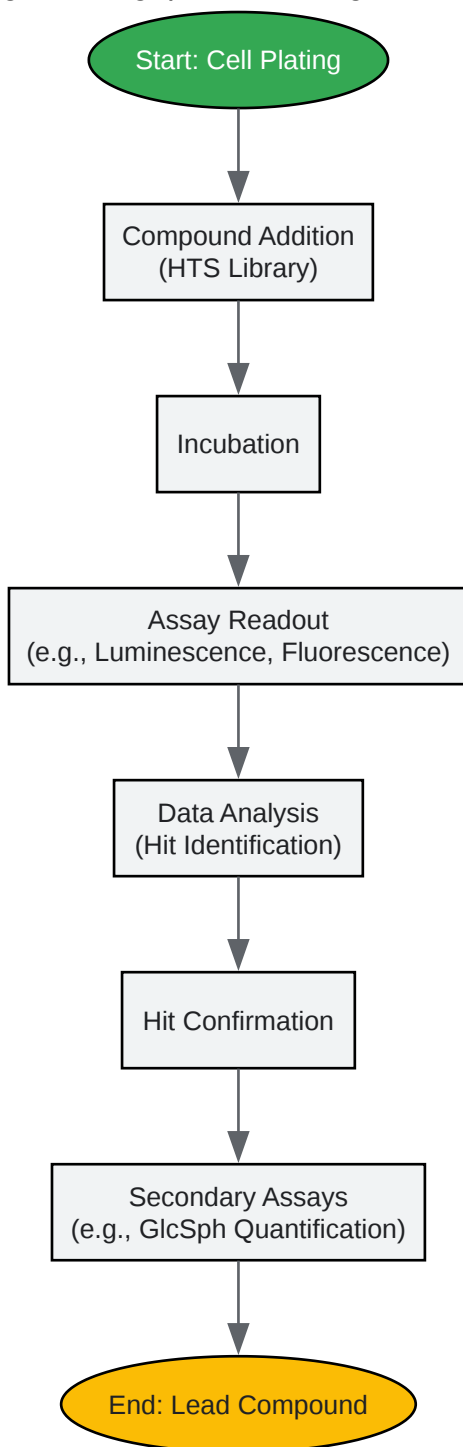 Start: Cell Plating
Compound Addition
(HTS Library)
Incubation
Assay Readout
(e.g., Luminescence, Fluorescence)
Data Analysis
(Hit Identification)
Hit Confirmation
Secondary Assays
(e.g., GlcSph Quantification)
End: Lead Compound